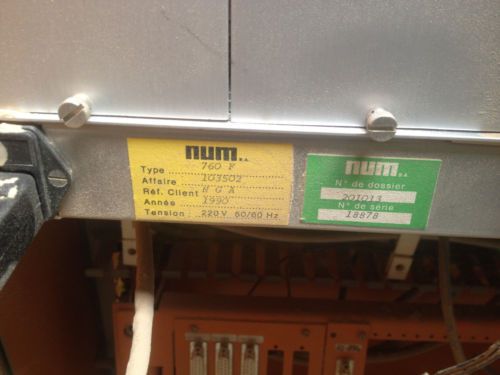 num s.a.
Type 760 F
Affaire 103502
Réf. Client H G A
Année 1990
Tension : 220 V 50/60 Hz
num s.a.
N° de dossier
201013
N° de série
18878